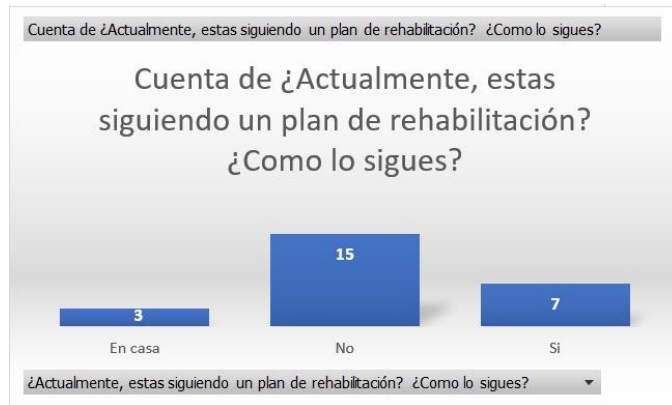 Cuenta de ¿Actualmente, estas siguiendo un plan de rehabilitación? ¿Como lo sigues?
Cuenta de ¿Actualmente, estas
siguiendo un plan de rehabilitación?
¿Como lo sigues?
3
15
7
En casa
No
Si
¿Actualmente, estas siguiendo un plan de rehabilitación? ¿Como lo sigues?